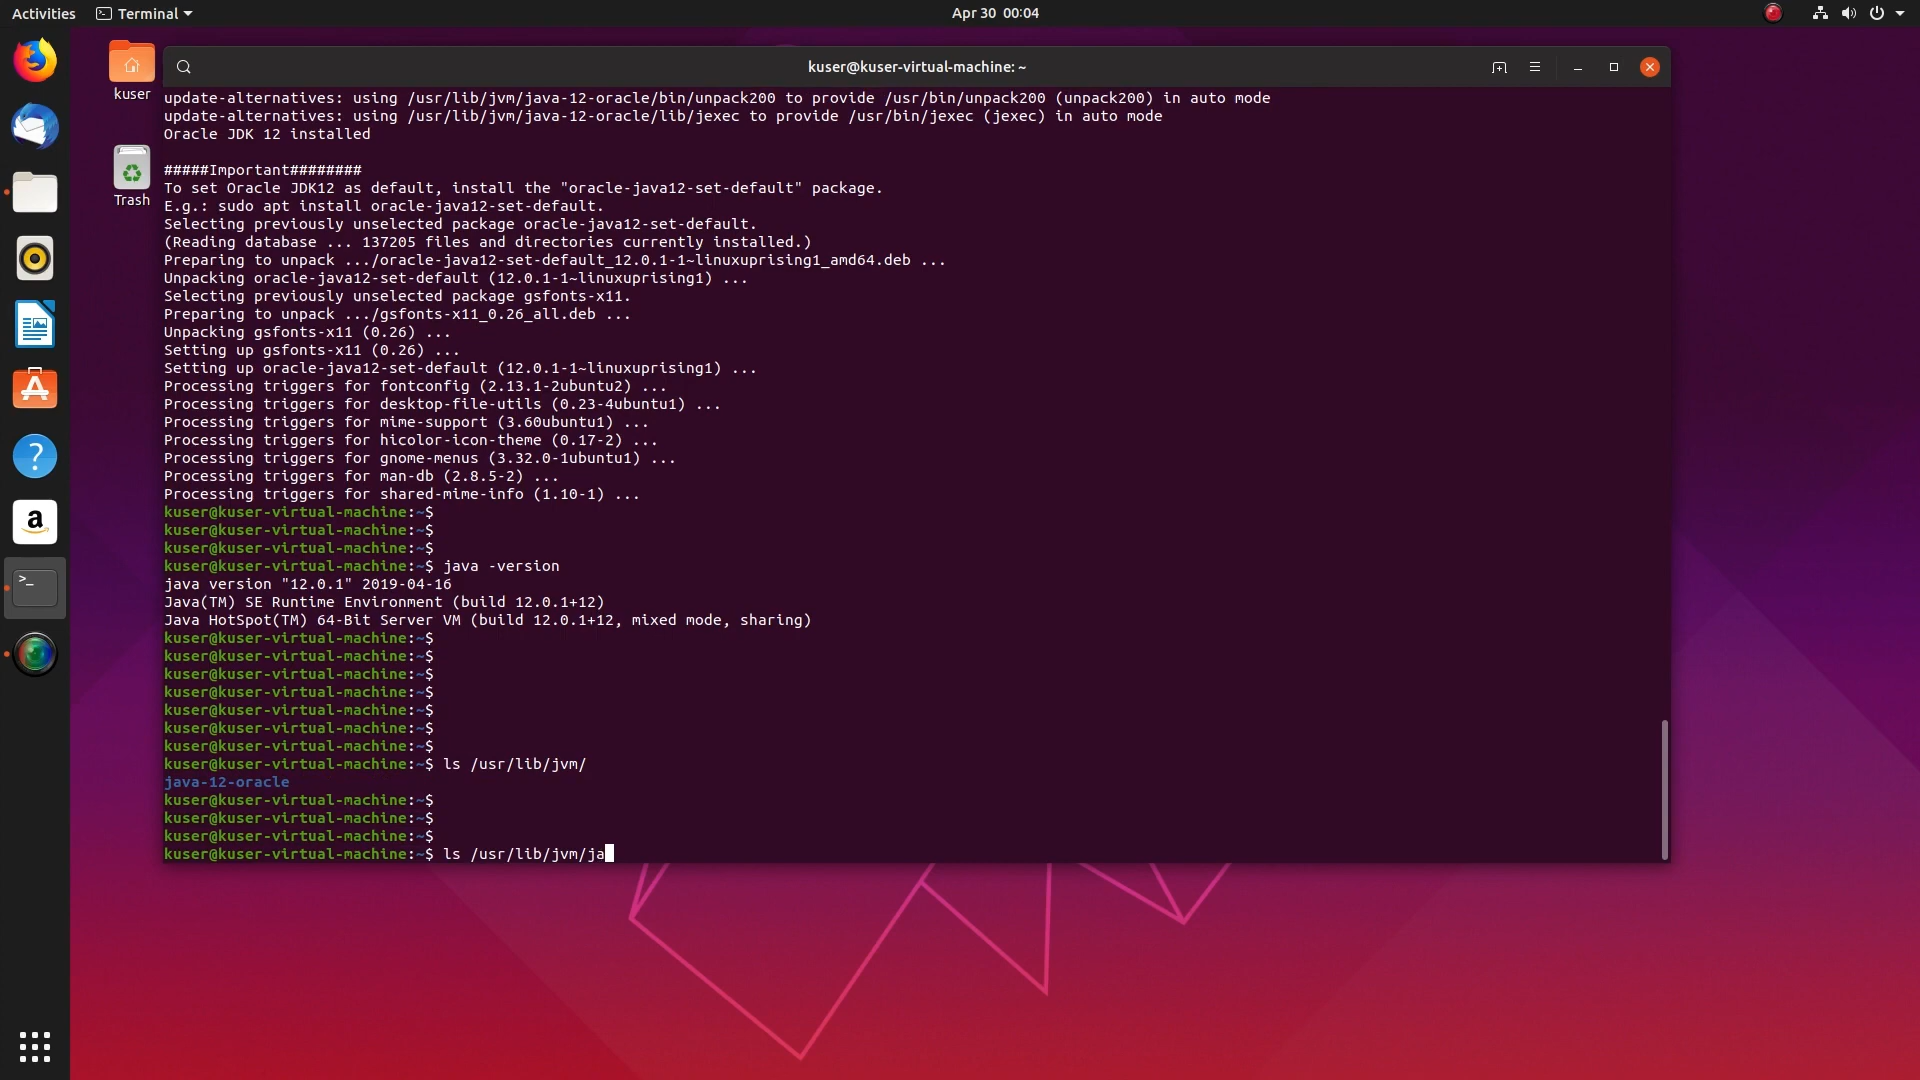 Activities
Terminal
Apr 30 00:04
kuser@kuser-virtual-machine: ~
kuser
Trash
update-alternatives: using /usr/lib/jvm/java-12-oracle/bin/unpack200 to provide /usr/bin/unpack200 (unpack200) in auto mode
update-alternatives: using /usr/lib/jvm/java-12-oracle/lib/jexec to provide /usr/bin/jexec (jexec) in auto mode
Oracle JDK 12 installed
#####Important########
To set Oracle JDK12 as default, install the "oracle-java12-set-default" package.
E.g.: sudo apt install oracle-java12-set-default.
Selecting previously unselected package oracle-java12-set-default.
(Reading database ... 137205 files and directories currently installed.)
Preparing to unpack .../oracle-java12-set-default_12.0.1-1~linuxuprising1_amd64.deb ...
Unpacking oracle-java12-set-default (12.0.1-1~linuxuprising1) ...
Selecting previously unselected package gsfonts-x11.
Preparing to unpack .../gsfonts-x11_0.26_all.deb ...
Unpacking gsfonts-x11 (0.26) ...
Setting up gsfonts-x11 (0.26) ...
Setting up oracle-java12-set-default (12.0.1-1~linuxuprising1) ...
Processing triggers for fontconfig (2.13.1-2ubuntu2) ...
Processing triggers for desktop-file-utils (0.23-4ubuntu1) ...
Processing triggers for mime-support (3.60ubuntu1) ...
Processing triggers for hicolor-icon-theme (0.17-2) ...
Processing triggers for gnome-menus (3.32.0-1ubuntu1) ...
Processing triggers for man-db (2.8.5-2) ...
Processing triggers for shared-mime-info (1.10-1) ...
kuser@kuser-virtual-machine:~$
kuser@kuser-virtual-machine:~$
kuser@kuser-virtual-machine:~$
kuser@kuser-virtual-machine:~$ java -version
java version "12.0.1" 2019-04-16
Java(TM) SE Runtime Environment (build 12.0.1+12)
Java HotSpot(TM) 64-Bit Server VM (build 12.0.1+12, mixed mode, sharing)
kuser@kuser-virtual-machine:~$
kuser@kuser-virtual-machine:~$
kuser@kuser-virtual-machine:~$
kuser@kuser-virtual-machine:~$
kuser@kuser-virtual-machine:~$
kuser@kuser-virtual-machine:~$
kuser@kuser-virtual-machine:~$
kuser@kuser-virtual-machine:~$ ls /usr/lib/jvm/
java-12-oracle
kuser@kuser-virtual-machine:~$
kuser@kuser-virtual-machine:~$
kuser@kuser-virtual-machine:~$
kuser@kuser-virtual-machine:~$ ls /usr/lib/jvm/ja